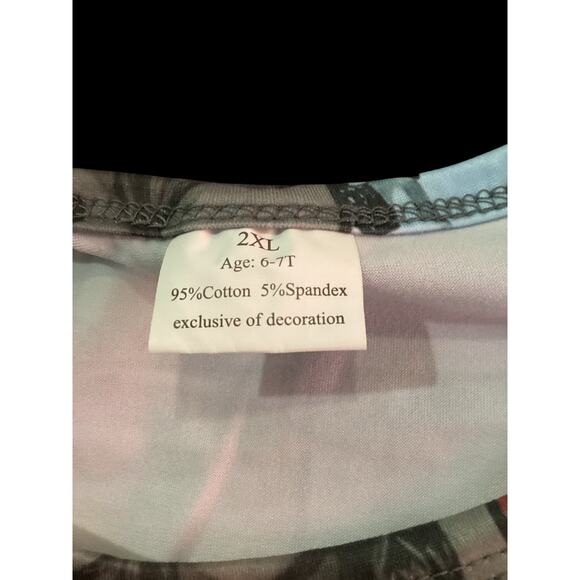 2XL
Age: 6-7T
95%Cotton 5%Spandex
exclusive of decoration